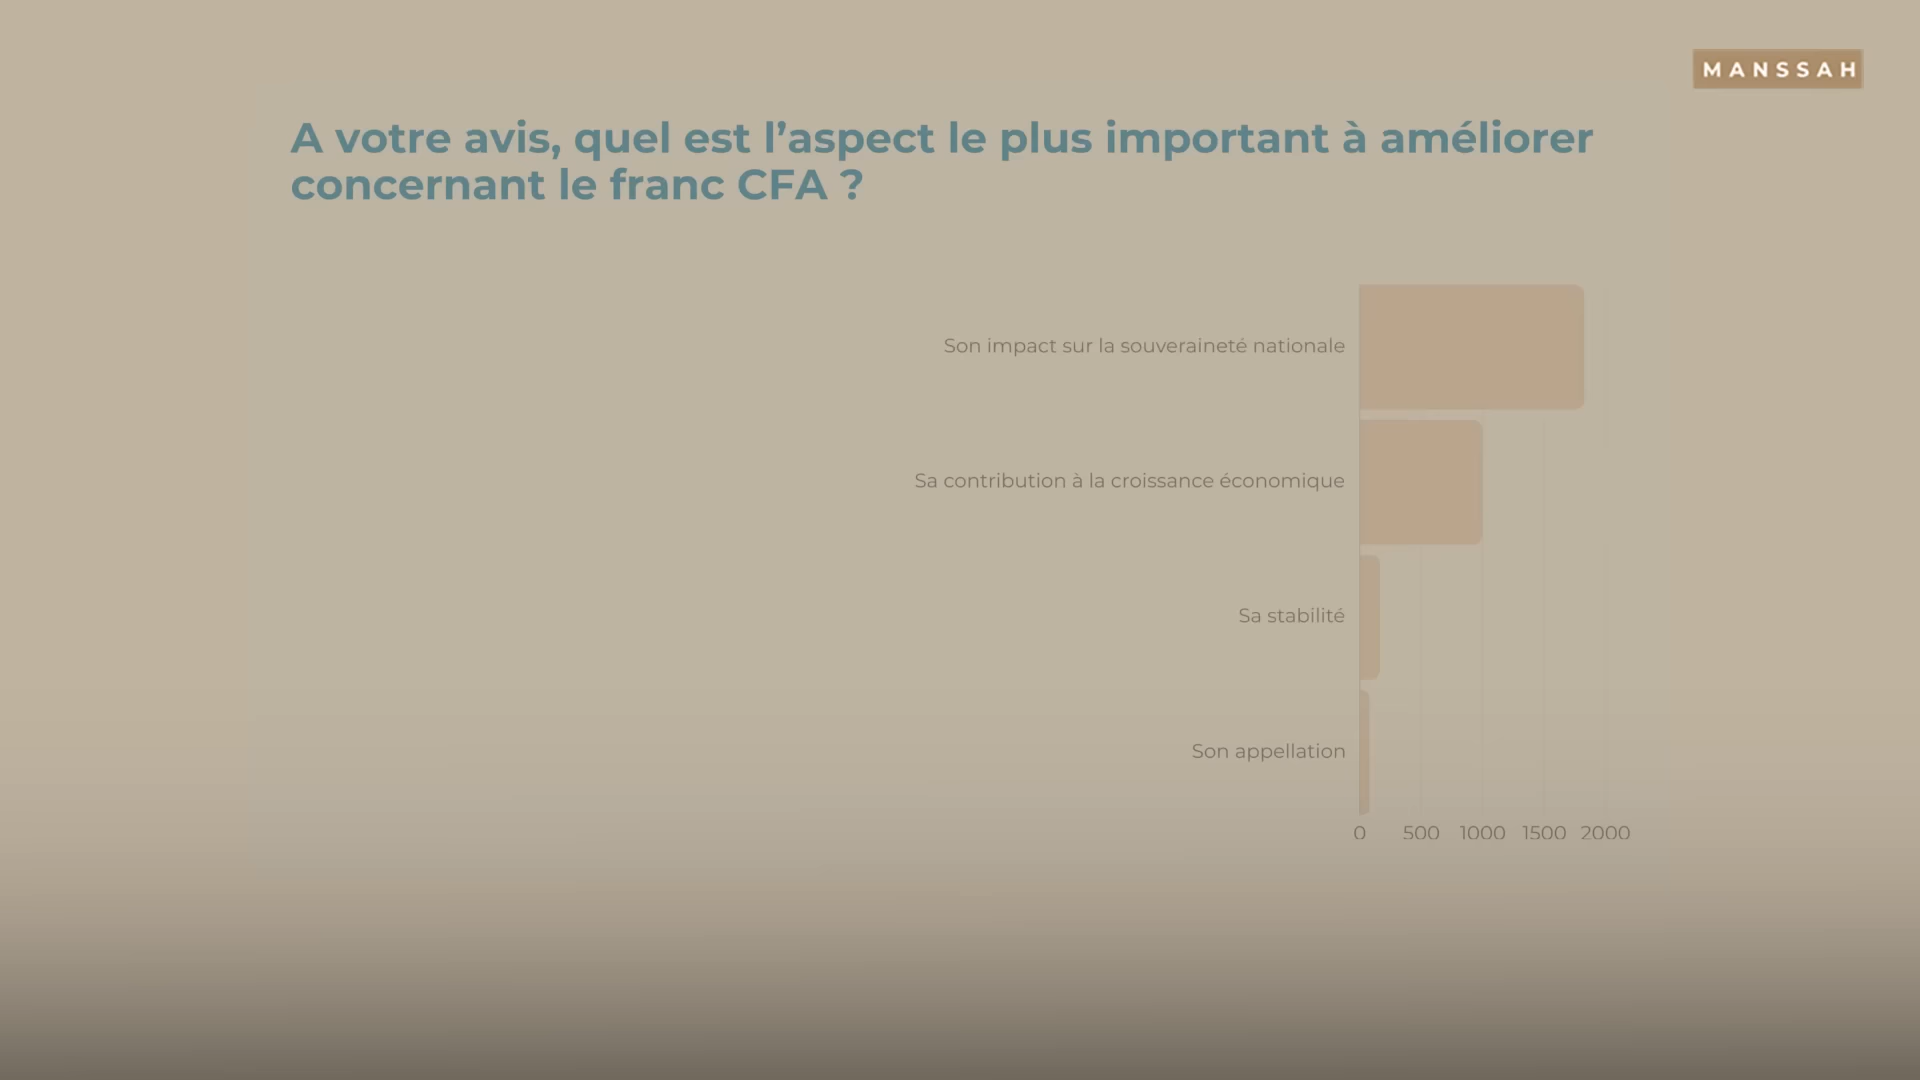 MANSSAH
A votre avis, quel est l’aspect le plus important à améliorer
concernant le franc CFA ?
Son impact sur la souveraineté nationale
Sa contribution à la croissance économique
Sa stabilité
Son appellation
0 500 1000 1500 2000